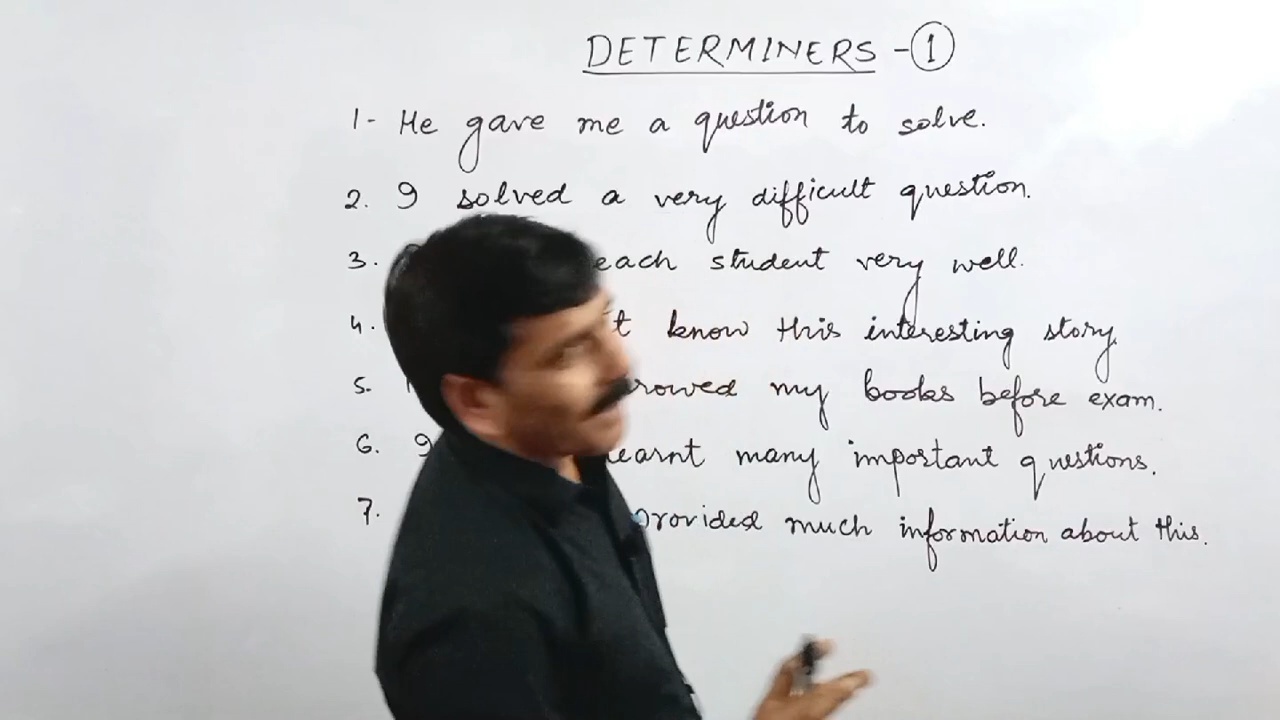 DETERMINERS - 1
1- He gave me a question to solve.
2. I solved a very difficult question.
3. each student very well.
4. know this interesting story.
5. my books before exam.
6. I learnt many important questions.
7. provided much information about this.